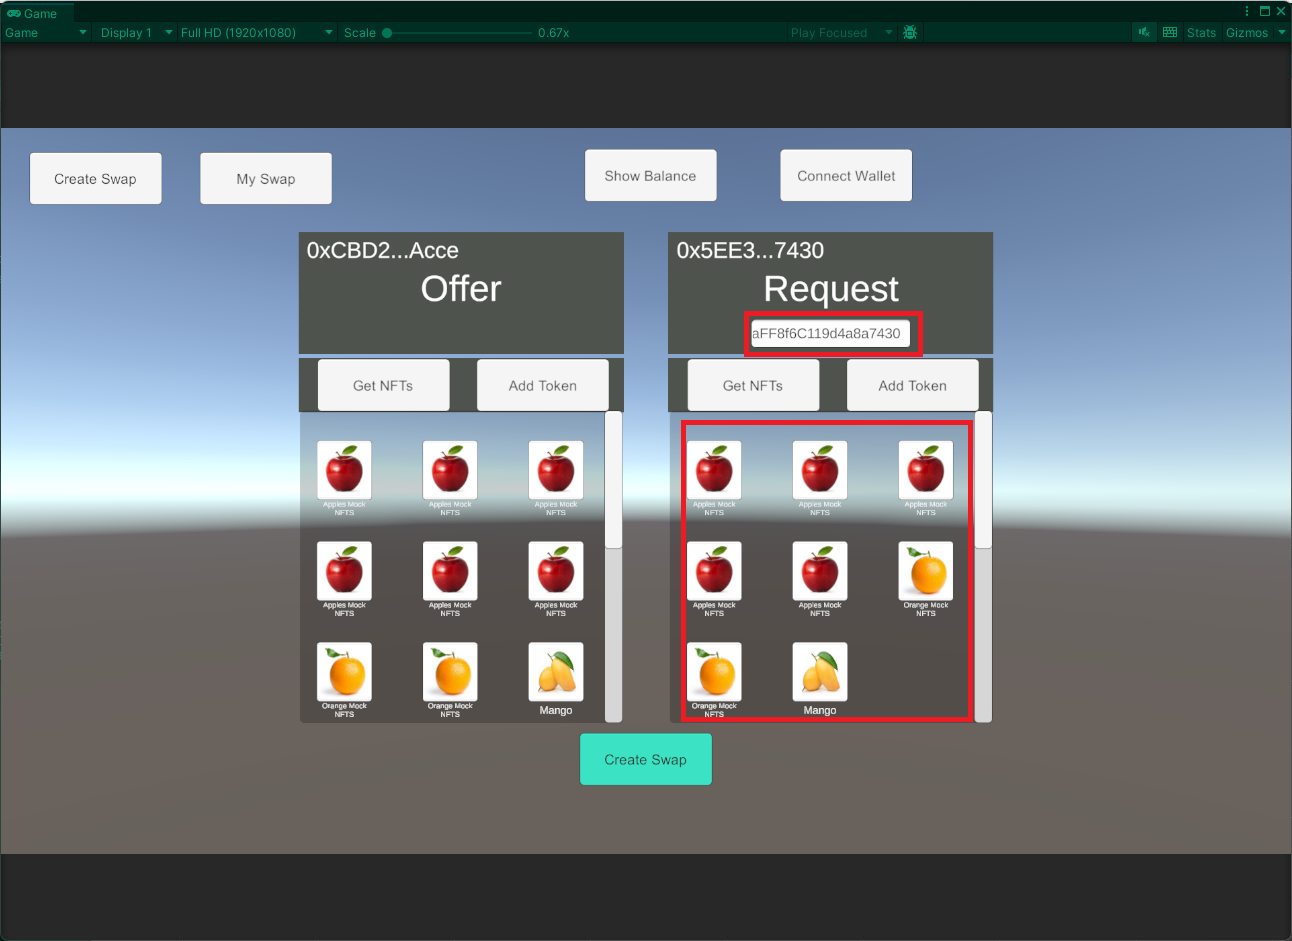 Game
Game Display 1 Full HD (1920x1080) Scale 0.67x Play Focused Stats Gizmos
Create Swap My Swap Show Balance Connect Wallet
0xCBD2...Acce
Offer
Get NFTs Add Token
Apples Mock NFTS
Apples Mock NFTS
Apples Mock NFTS
Apples Mock NFTS
Apples Mock NFTS
Apples Mock NFTS
Orange Mock NFTS
Orange Mock NFTS
Mango
0x5EE3...7430
Request
aFF8f6C119d4a8a7430
Get NFTs Add Token
Apples Mock NFTS
Apples Mock NFTS
Apples Mock NFTS
Apples Mock NFTS
Apples Mock NFTS
Orange Mock NFTS
Orange Mock NFTS
Mango
Create Swap